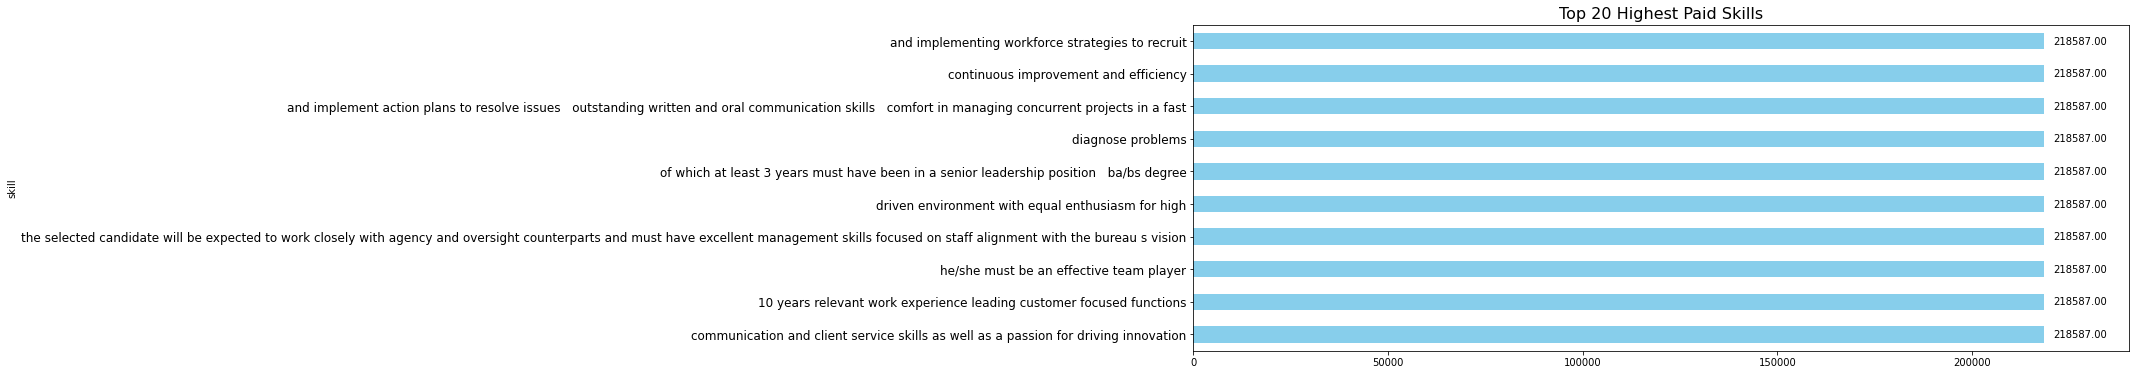 Top 20 Highest Paid Skills
and implementing workforce strategies to recruit 218587.00
continuous improvement and efficiency 218587.00
and implement action plans to resolve issues   outstanding written and oral communication skills   comfort in managing concurrent projects in a fast 218587.00
diagnose problems 218587.00
of which at least 3 years must have been in a senior leadership position   ba/bs degree 218587.00
driven environment with equal enthusiasm for high 218587.00
the selected candidate will be expected to work closely with agency and oversight counterparts and must have excellent management skills focused on staff alignment with the bureau s vision 218587.00
he/she must be an effective team player 218587.00
10 years relevant work experience leading customer focused functions 218587.00
communication and client service skills as well as a passion for driving innovation 218587.00
skill
0 50000 100000 150000 200000